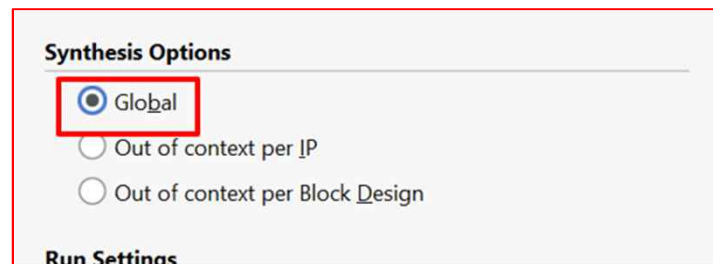 Synthesis Options
Global
Out of context per IP
Out of context per Block Design
Run Settings